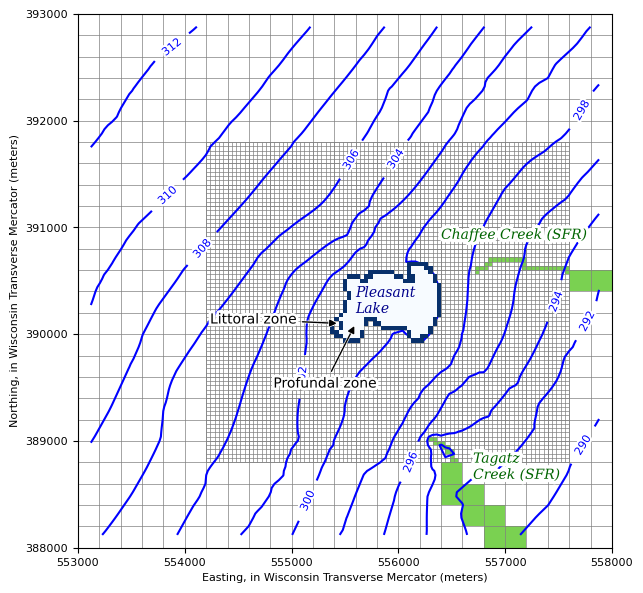 393000
392000
391000
390000
389000
388000
Northing, in Wisconsin Transverse Mercator (meters)
312
298
306
304
310
Chaffee Creek (SFR)
308
Pleasant
Lake
294
Littoral zone
292
302
Profundal zone
296
Tagatz
Creek (SFR)
290
300
553000 554000 555000 556000 557000 558000
Easting, in Wisconsin Transverse Mercator (meters)